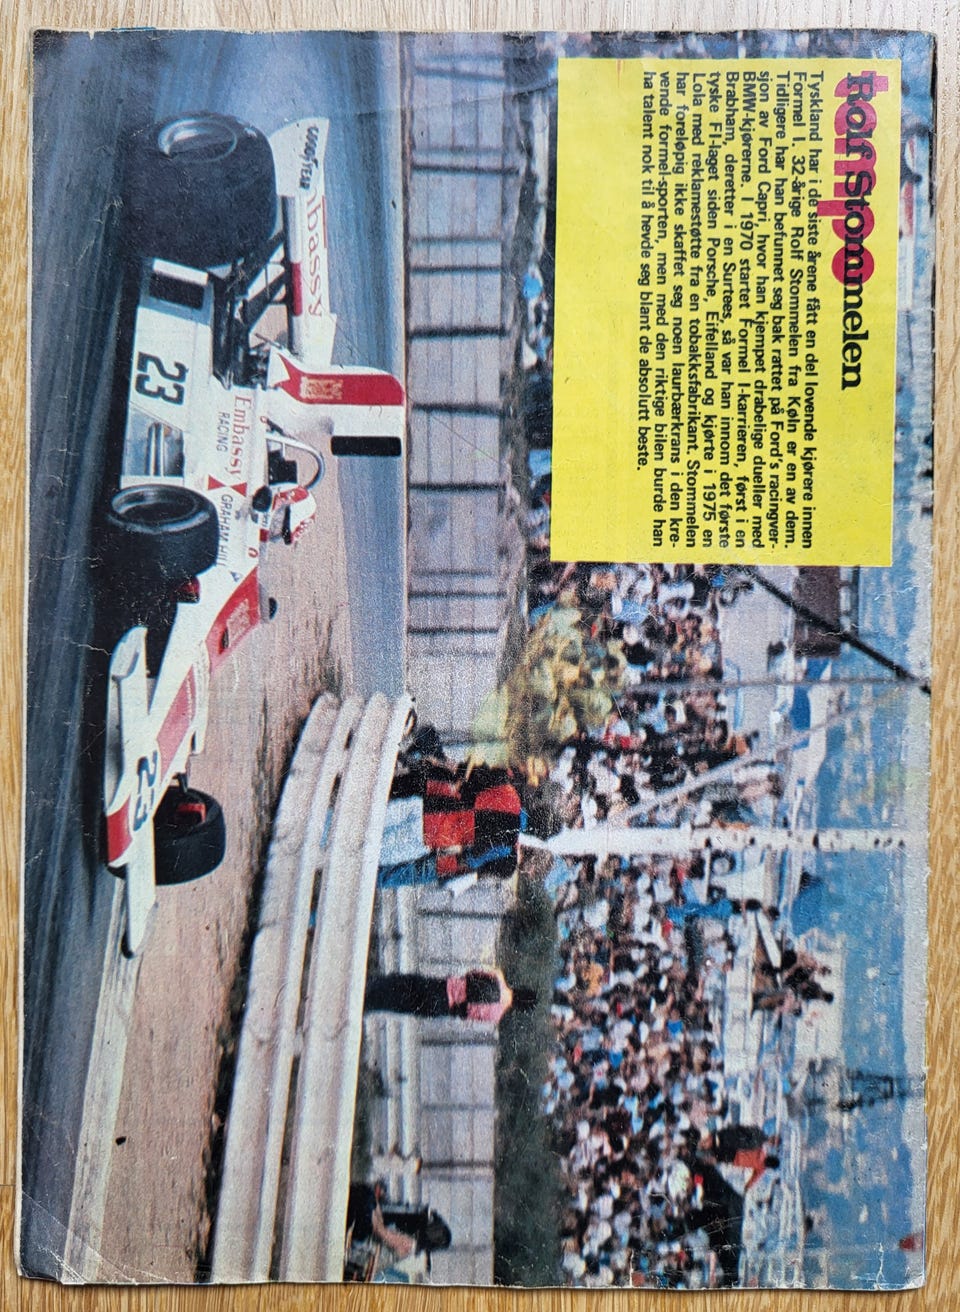 temp
Rolf Stommelen
Tyskland har i de siste årene fått en del lovende kjørere innen
Formel I. 32-årige Rolf Stommelen fra Køln er en av dem.
Tidligere har han befunnet seg bak rattet på Ford's racingver-
sjon av Ford Capri, hvor han kjempet drabelige dueller med
BMW-kjørerne. I 1970 startet Formel I-karrieren, først i en
Brabham, deretter i en Surtees, så var han innom det første
tyske FI-laget siden Porsche, Eifelland og kjørte i 1975 en
Lola med reklamestøtte fra en tobakksfabrikant. Stommelen
har foreløpig ikke skaffet seg noen laurbærkrans i den kre-
vende formel-sporten, men med den riktige bilen burde han
ha talent nok til å hevde seg blant de absolutt beste.
GOODYEAR
mbassy
23
Embassy
RACING
GRAHAM HILL
23